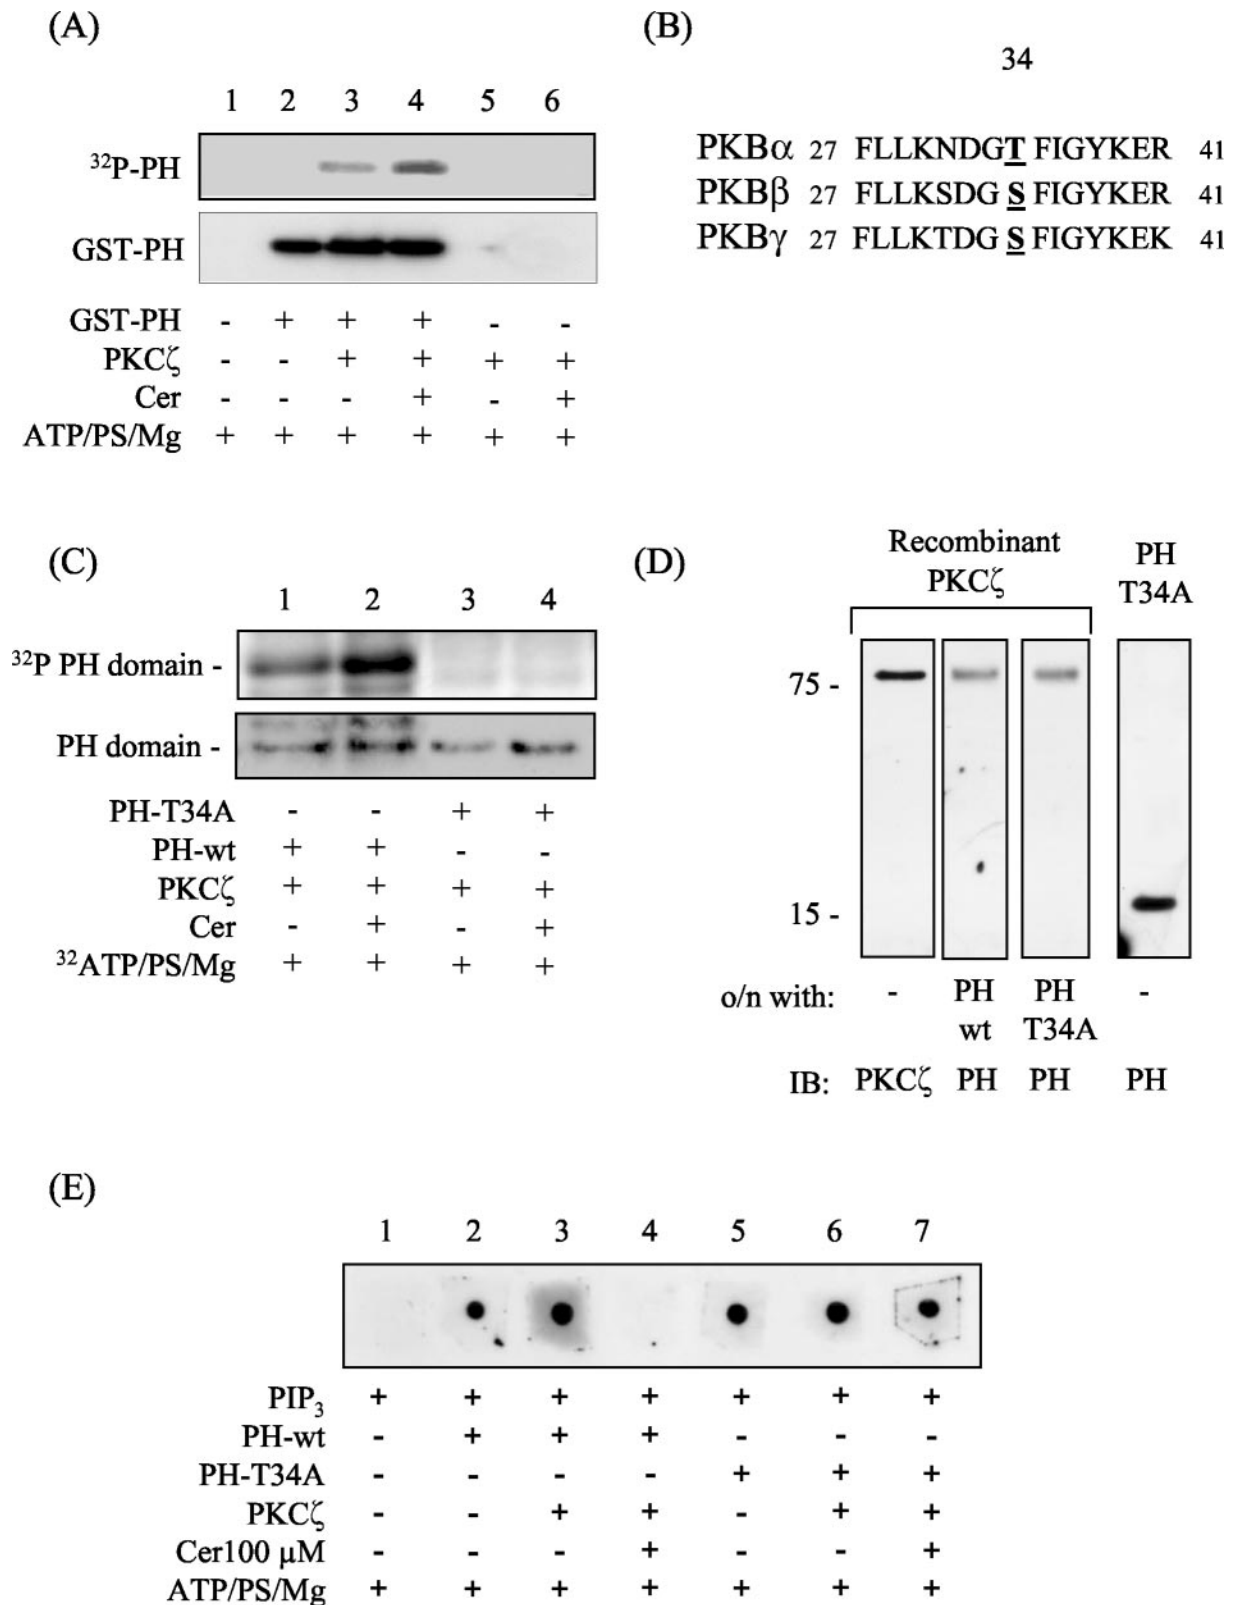 (A)
1 2 3 4 5 6
32P-PH
GST-PH
GST-PH - + + + - -
PKCζ - - + + + +
Cer - - - + - +
ATP/PS/Mg + + + + + +
(B)
34
PKBα 27 FLLKNDGT FIGYKER 41
PKBβ 27 FLLKSDG S FIGYKER 41
PKBγ 27 FLLKTDG S FIGYKEK 41
(C)
1 2 3 4
32P PH domain -
PH domain -
PH-T34A - - + +
PH-wt + + - -
PKCζ + + + +
Cer - + - +
32ATP/PS/Mg + + + +
(D)
Recombinant
PKCζ
PH
T34A
75 -
15 -
o/n with: - PH PH -
wt T34A
IB: PKCζ PH PH PH
(E)
1 2 3 4 5 6 7
PIP3 + + + + + + +
PH-wt - + + + - - -
PH-T34A - - - - + + +
PKCζ - - + + - + +
Cer100 μM - - - + - - +
ATP/PS/Mg + + + + + + +